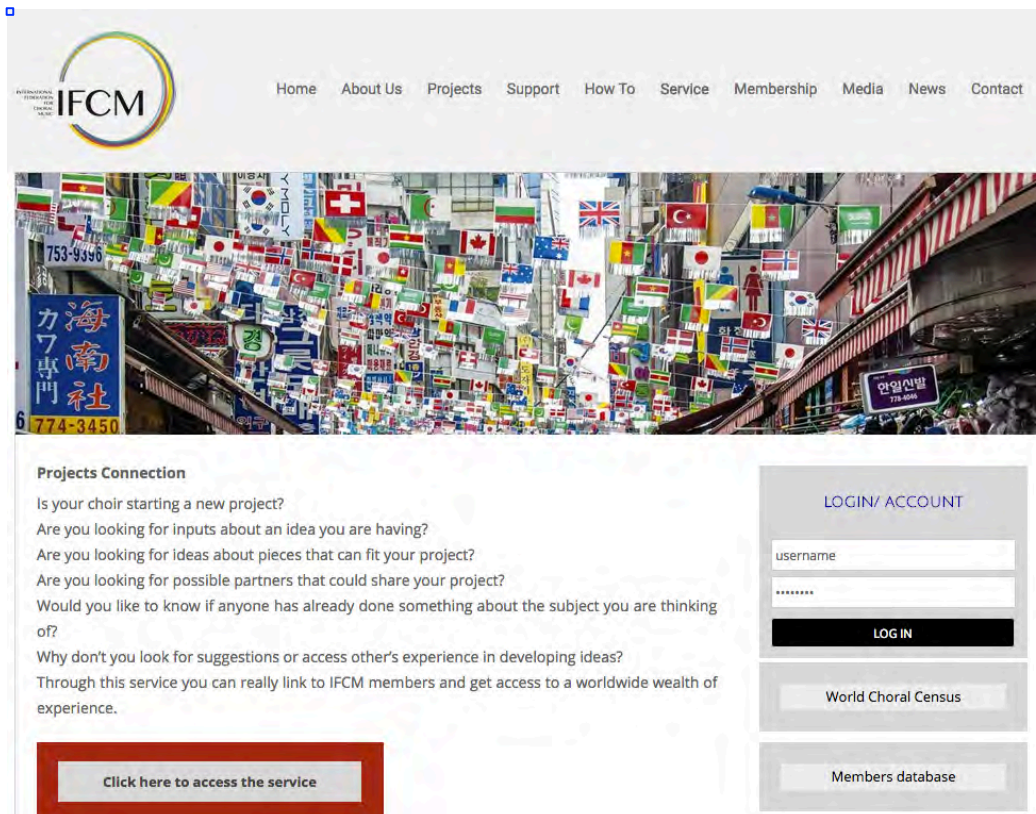 INTERNATIONAL
FEDERATION
FOR
CHORAL
MUSIC
IFCM
Home About Us Projects Support How To Service Membership Media News Contact
753-9396
YMOLLY
カワ専門
海南社
774-3450
6
한일신발
778-4046
Projects Connection
Is your choir starting a new project?
Are you looking for inputs about an idea you are having?
Are you looking for ideas about pieces that can fit your project?
Are you looking for possible partners that could share your project?
Would you like to know if anyone has already done something about the subject you are thinking
of?
Why don't you look for suggestions or access other's experience in developing ideas?
Through this service you can really link to IFCM members and get access to a worldwide wealth of
experience.
Click here to access the service
LOGIN/ ACCOUNT
username
••••••••
LOG IN
World Choral Census
Members database